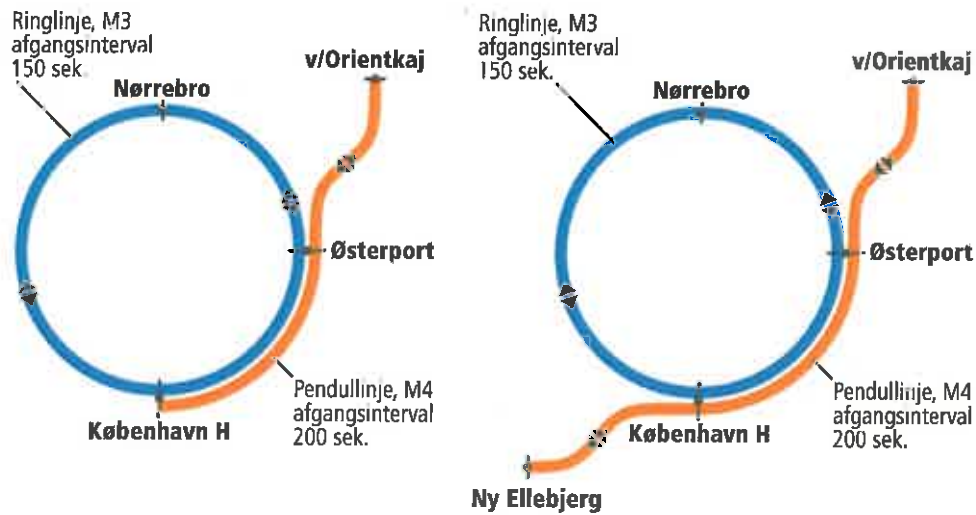 Ringlinje, M3
afgangsinterval
150 sek.
Nørrebro
v/Orientkaj
Østerport
Pendullinje, M4
afgangsinterval
200 sek.
København H
Ringlinje, M3
afgangsinterval
150 sek.
Nørrebro
v/Orientkaj
Østerport
Pendullinje, M4
afgangsinterval
200 sek.
København H
Ny Ellebjerg